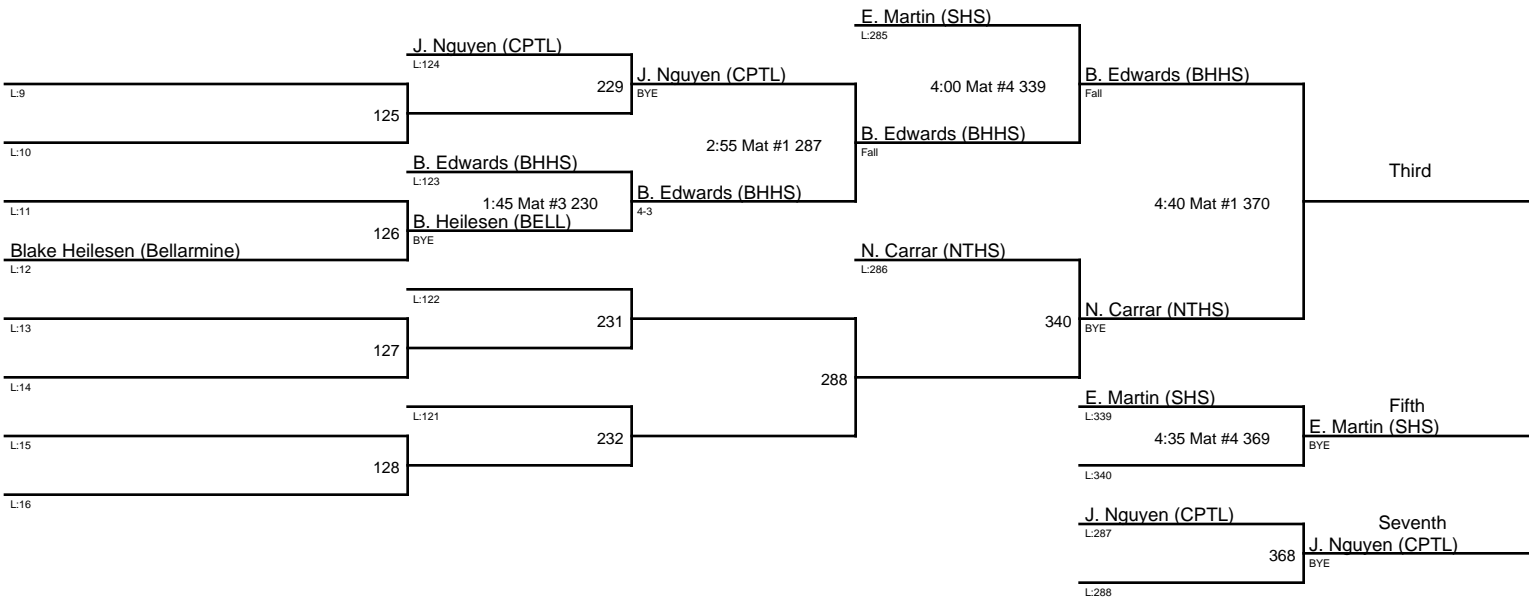 E. Martin (SHS)
L:285
J. Nguyen (CPTL)
L:124
229
J. Nguyen (CPTL)
BYE
4:00 Mat #4 339
B. Edwards (BHHS)
Fall
L:9
125
L:10
2:55 Mat #1 287
B. Edwards (BHHS)
Fall
B. Edwards (BHHS)
L:123
1:45 Mat #3 230
B. Edwards (BHHS)
4-3
Third
4:40 Mat #1 370
L:11
126
B. Heilesen (BELL)
BYE
Blake Heilesen (Bellarmine)
L:12
N. Carrar (NTHS)
L:286
L:122
231
340
N. Carrar (NTHS)
BYE
L:13
127
L:14
288
L:121
232
E. Martin (SHS)
L:339
4:35 Mat #4 369
Fifth
E. Martin (SHS)
BYE
L:15
128
L:340
L:16
J. Nguyen (CPTL)
L:287
368
Seventh
J. Nguyen (CPTL)
BYE
L:288